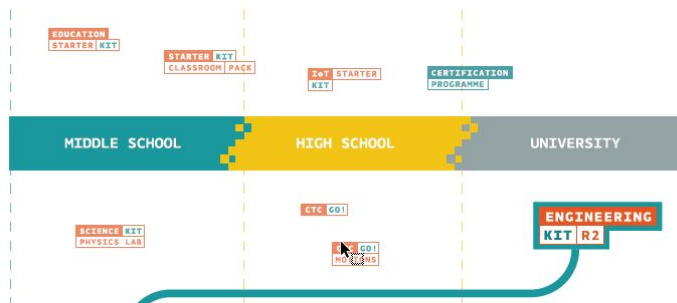 EDUCATION
STARTER KIT
STARTER KIT
CLASSROOM PACK
IoT STARTER
KIT
CERTIFICATION
PROGRAMME
MIDDLE SCHOOL
HIGH SCHOOL
UNIVERSITY
SCIENCE KIT
PHYSICS LAB
CTC GO!
GO!
ENGINEERING
KIT R2